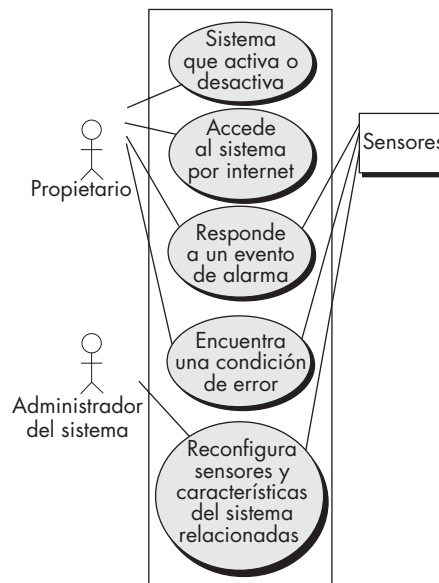 Sistema
que activa o
desactiva
Accede
al sistema
por internet
Sensores
Propietario
Responde
a un evento
de alarma
Encuentra
una condición
de error
Administrador
del sistema
Reconfigura
sensores y
características
del sistema
relacionadas